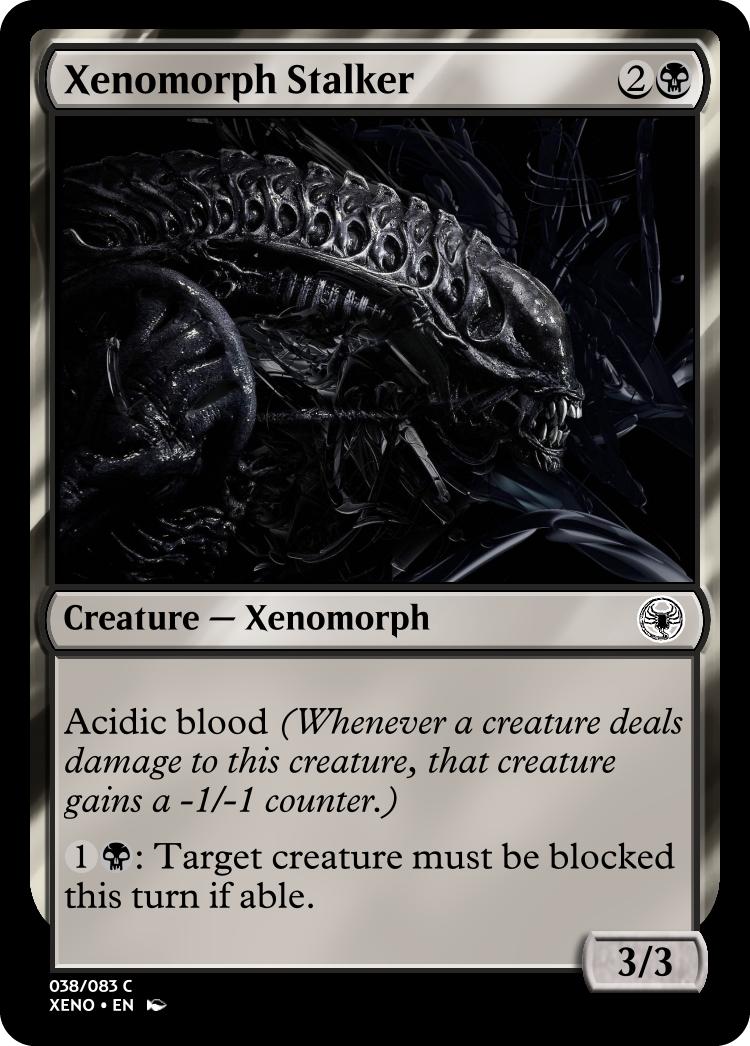 Xenomorph Stalker 2
Creature — Xenomorph
Acidic blood (Whenever a creature deals
damage to this creature, that creature
gains a -1/-1 counter.)
1 : Target creature must be blocked
this turn if able.
3/3
038/083 C
XENO • EN